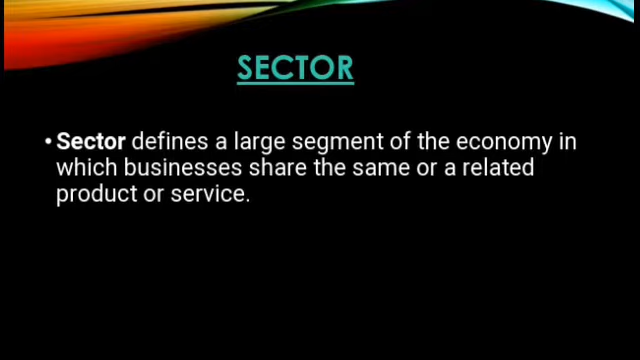 SECTOR
• Sector defines a large segment of the economy in
which businesses share the same or a related
product or service.